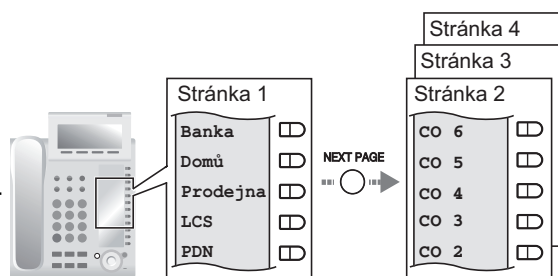 Stránka 1
Banka
Domů
Prodejna
LCS
PDN
NEXT PAGE
Stránka 4
Stránka 3
Stránka 2
CO 6
CO 5
CO 4
CO 3
CO 2